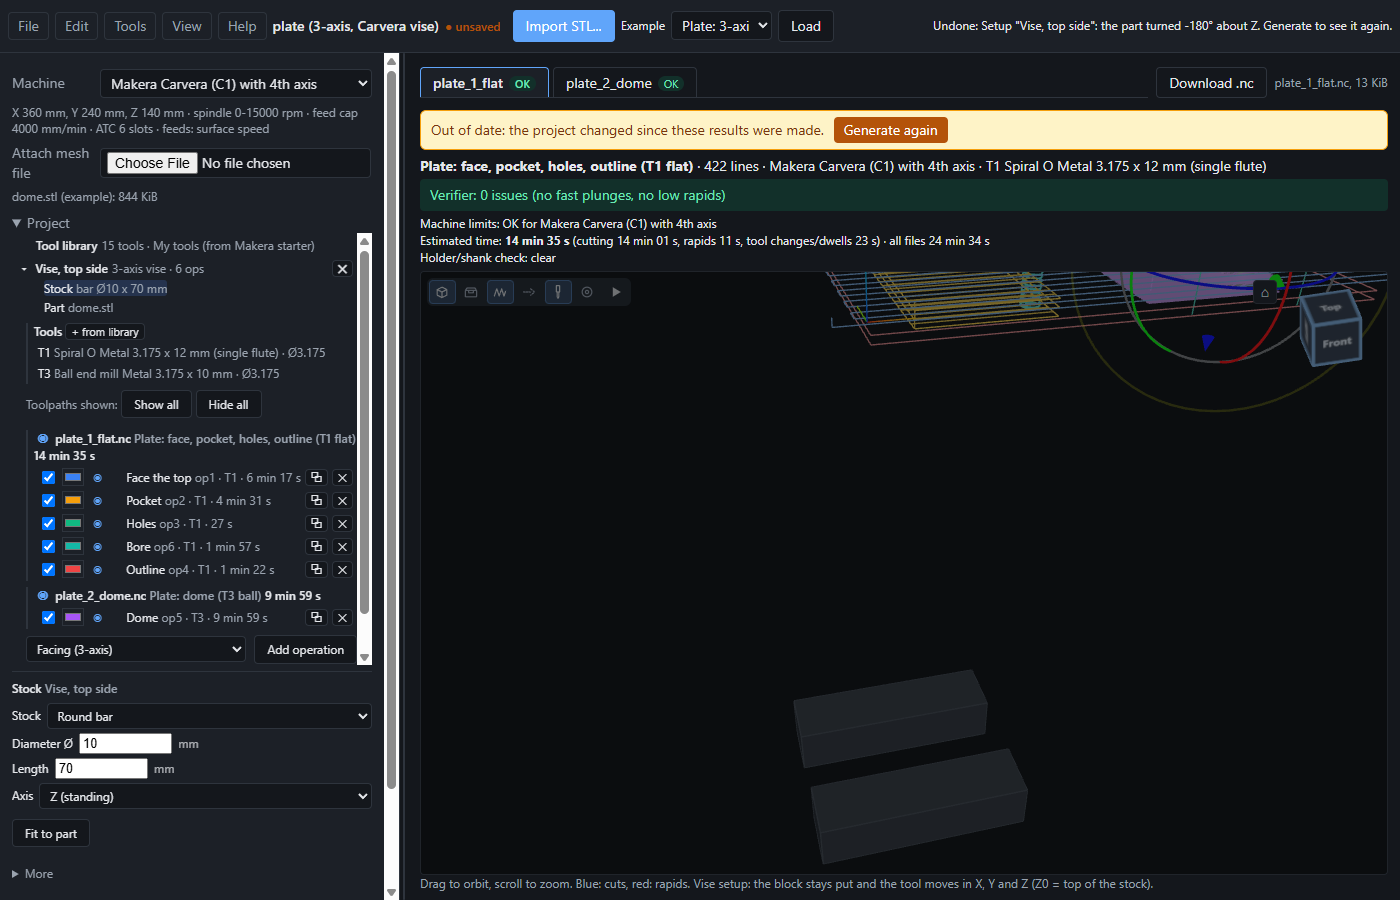 File
Edit
Tools
View
Help
plate (3-axis, Carvera vise)
● unsaved
Import STL...
Example
Plate: 3-axi
Load
Undone: Setup "Vise, top side": the part turned -180° about Z. Generate to see it again.
Machine
Makera Carvera (C1) with 4th axis
X 360 mm, Y 240 mm, Z 140 mm · spindle 0-15000 rpm · feed cap
4000 mm/min · ATC 6 slots · feeds: surface speed
Attach mesh
file
Choose File
No file chosen
dome.stl (example): 844 KiB
Project
Tool library 15 tools · My tools (from Makera starter)
Vise, top side 3-axis vise · 6 ops
Stock bar Ø10 x 70 mm
Part dome.stl
Tools
+ from library
T1 Spiral O Metal 3.175 x 12 mm (single flute) · Ø3.175
T3 Ball end mill Metal 3.175 x 10 mm · Ø3.175
Toolpaths shown:
Show all
Hide all
plate_1_flat.nc Plate: face, pocket, holes, outline (T1 flat)
14 min 35 s
Face the top op1 · T1 · 6 min 17 s
Pocket op2 · T1 · 4 min 31 s
Holes op3 · T1 · 27 s
Bore op6 · T1 · 1 min 57 s
Outline op4 · T1 · 1 min 22 s
plate_2_dome.nc Plate: dome (T3 ball) 9 min 59 s
Dome op5 · T3 · 9 min 59 s
Facing (3-axis)
Add operation
Stock Vise, top side
Stock
Round bar
Diameter Ø
10
mm
Length
70
mm
Axis
Z (standing)
Fit to part
More
plate_1_flat OK
plate_2_dome OK
Download .nc
plate_1_flat.nc, 13 KiB
Out of date: the project changed since these results were made.
Generate again
Plate: face, pocket, holes, outline (T1 flat) · 422 lines · Makera Carvera (C1) with 4th axis · T1 Spiral O Metal 3.175 x 12 mm (single flute)
Verifier: 0 issues (no fast plunges, no low rapids)
Machine limits: OK for Makera Carvera (C1) with 4th axis
Estimated time: 14 min 35 s (cutting 14 min 01 s, rapids 11 s, tool changes/dwells 23 s) · all files 24 min 34 s
Holder/shank check: clear
Top
Front
Drag to orbit, scroll to zoom. Blue: cuts, red: rapids. Vise setup: the block stays put and the tool moves in X, Y and Z (Z0 = top of the stock).